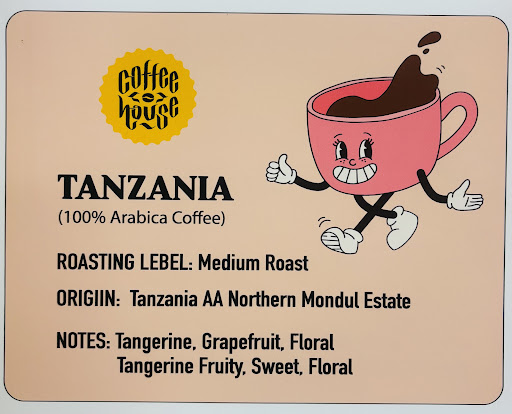 coffee
house
TANZANIA
(100% Arabica Coffee)
ROASTING LEBEL: Medium Roast
ORIGIIN: Tanzania AA Northern Mondul Estate
NOTES: Tangerine, Grapefruit, Floral
Tangerine Fruity, Sweet, Floral